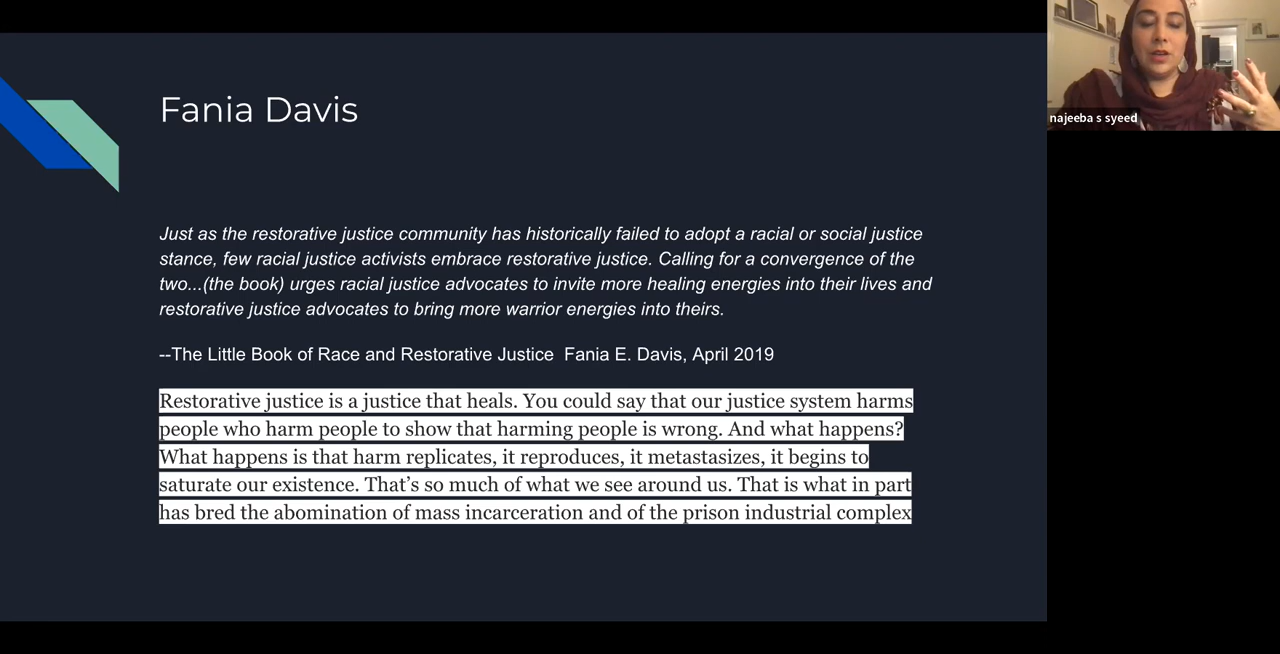 Fania Davis
najeeba s syeed
Just as the restorative justice community has historically failed to adopt a racial or social justice
stance, few racial justice activists embrace restorative justice. Calling for a convergence of the
two...(the book) urges racial justice advocates to invite more healing energies into their lives and
restorative justice advocates to bring more warrior energies into theirs.
--The Little Book of Race and Restorative Justice  Fania E. Davis, April 2019
Restorative justice is a justice that heals. You could say that our justice system harms
people who harm people to show that harming people is wrong. And what happens?
What happens is that harm replicates, it reproduces, it metastasizes, it begins to
saturate our existence. That’s so much of what we see around us. That is what in part
has bred the abomination of mass incarceration and of the prison industrial complex